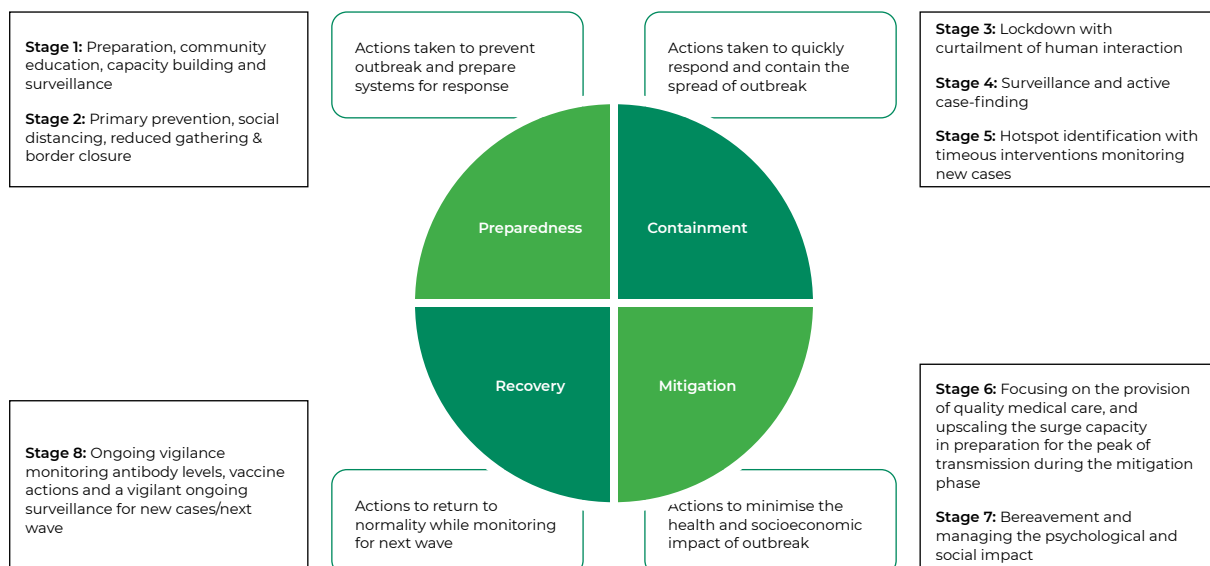 Stage 1: Preparation, community
education, capacity building and
surveillance
Stage 2: Primary prevention, social
distancing, reduced gathering &
border closure
Actions taken to prevent
outbreak and prepare
systems for response
Actions taken to quickly
respond and contain the
spread of outbreak
Stage 3: Lockdown with
curtailment of human interaction
Stage 4: Surveillance and active
case-finding
Stage 5: Hotspot identification with
timeous interventions monitoring
new cases
Preparedness
Containment
Recovery
Mitigation
Stage 8: Ongoing vigilance
monitoring antibody levels, vaccine
actions and a vigilant ongoing
surveillance for new cases/next
wave
Actions to return to
normality while monitoring
for next wave
Actions to minimise the
health and socioeconomic
impact of outbreak
Stage 6: Focusing on the provision
of quality medical care, and
upscaling the surge capacity
in preparation for the peak of
transmission during the mitigation
phase
Stage 7: Bereavement and
managing the psychological and
social impact